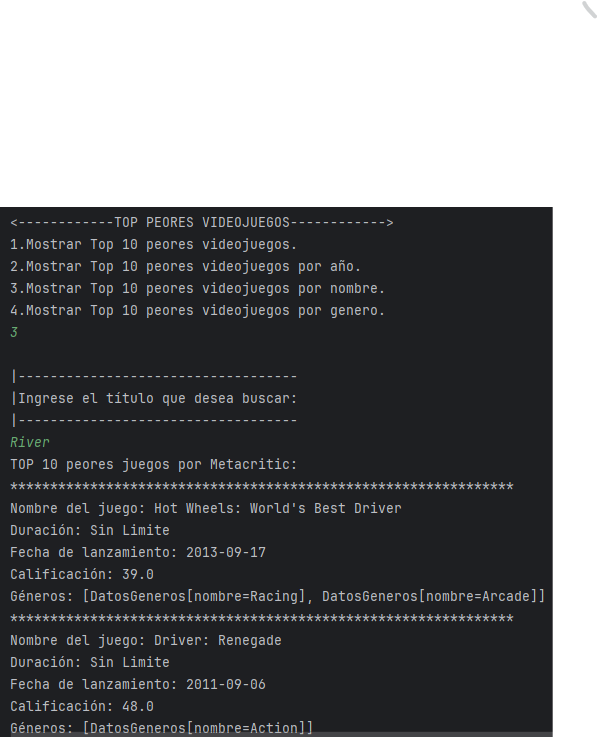 <------------TOP PEORES VIDEOJUEGOS------------>
1.Mostrar Top 10 peores videojuegos.
2.Mostrar Top 10 peores videojuegos por año.
3.Mostrar Top 10 peores videojuegos por nombre.
4.Mostrar Top 10 peores videojuegos por genero.
3
|-----------------------------------
|Ingrese el título que desea buscar:
|-----------------------------------
River
TOP 10 peores juegos por Metacritic:
***************************************************************
Nombre del juego: Hot Wheels: World's Best Driver
Duración: Sin Limite
Fecha de lanzamiento: 2013-09-17
Calificación: 39.0
Géneros: [DatosGeneros[nombre=Racing], DatosGeneros[nombre=Arcade]]
***************************************************************
Nombre del juego: Driver: Renegade
Duración: Sin Limite
Fecha de lanzamiento: 2011-09-06
Calificación: 48.0
Géneros: [DatosGeneros[nombre=Action]]